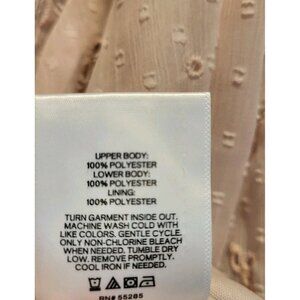 UPPER BODY:
100% POLYESTER
LOWER BODY:
100% POLYESTER
LINING:
100% POLYESTER
TURN GARMENT INSIDE OUT.
MACHINE WASH COLD WITH
LIKE COLORS. GENTLE CYCLE.
ONLY NON-CHLORINE BLEACH
WHEN NEEDED. TUMBLE DRY
LOW. REMOVE PROMPTLY.
COOL IRON IF NEEDED.
RN# 55285